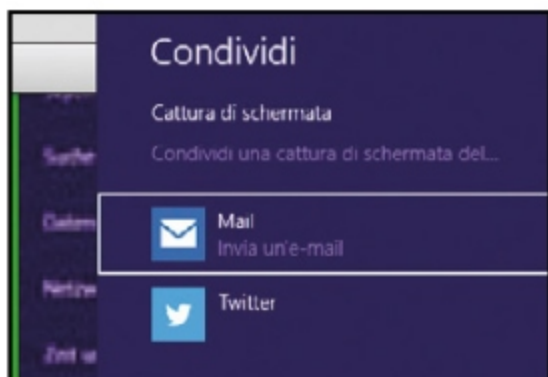 Condividi
Cattura di schermata
Condividi una cattura di schermata del...
Mail
Invia un'e-mail
Twitter